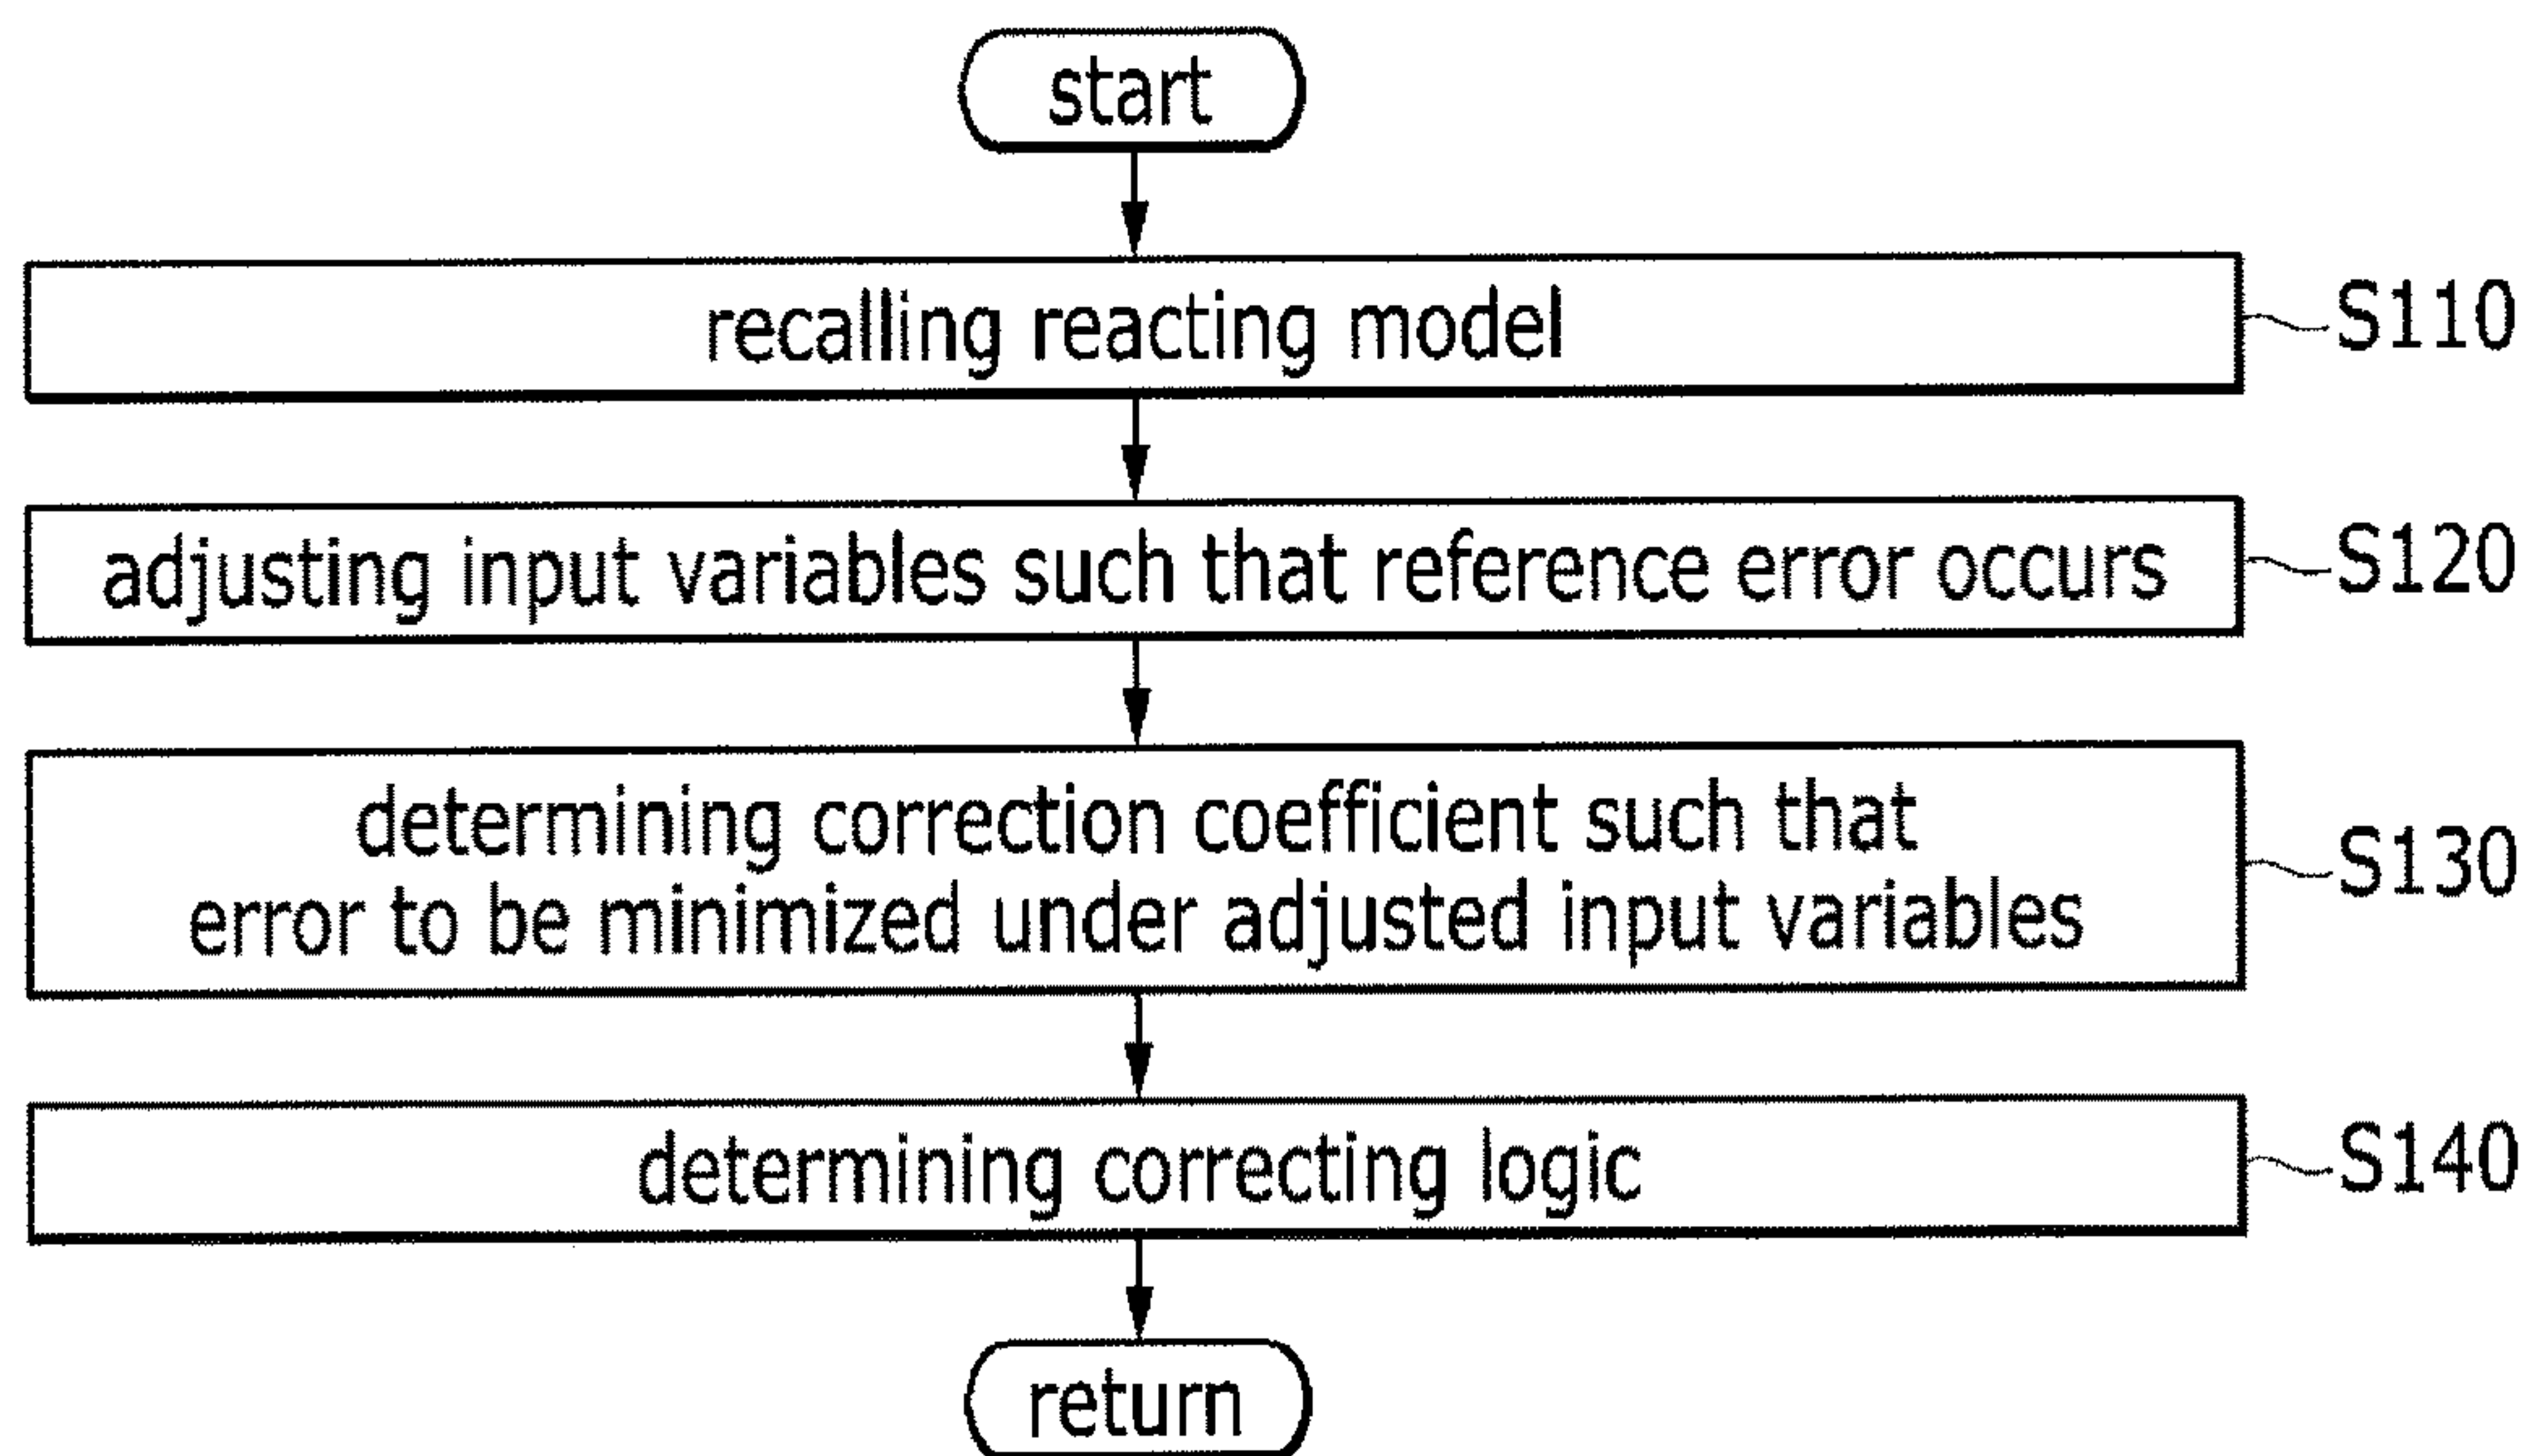 start
recalling reacting model
S110
adjusting input variables such that reference error occurs
S120
determining correction coefficient such that
error to be minimized under adjusted input variables
S130
determining correcting logic
S140
return